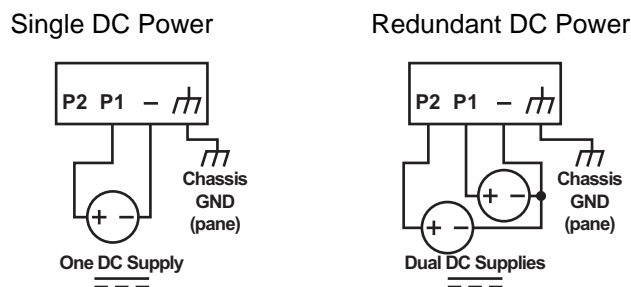 Single DC Power
Redundant DC Power
P2 P1 –
Chassis
GND
(pane)
+ –
One DC Supply
P2 P1 –
Chassis
GND
(pane)
+ –
+ –
Dual DC Supplies